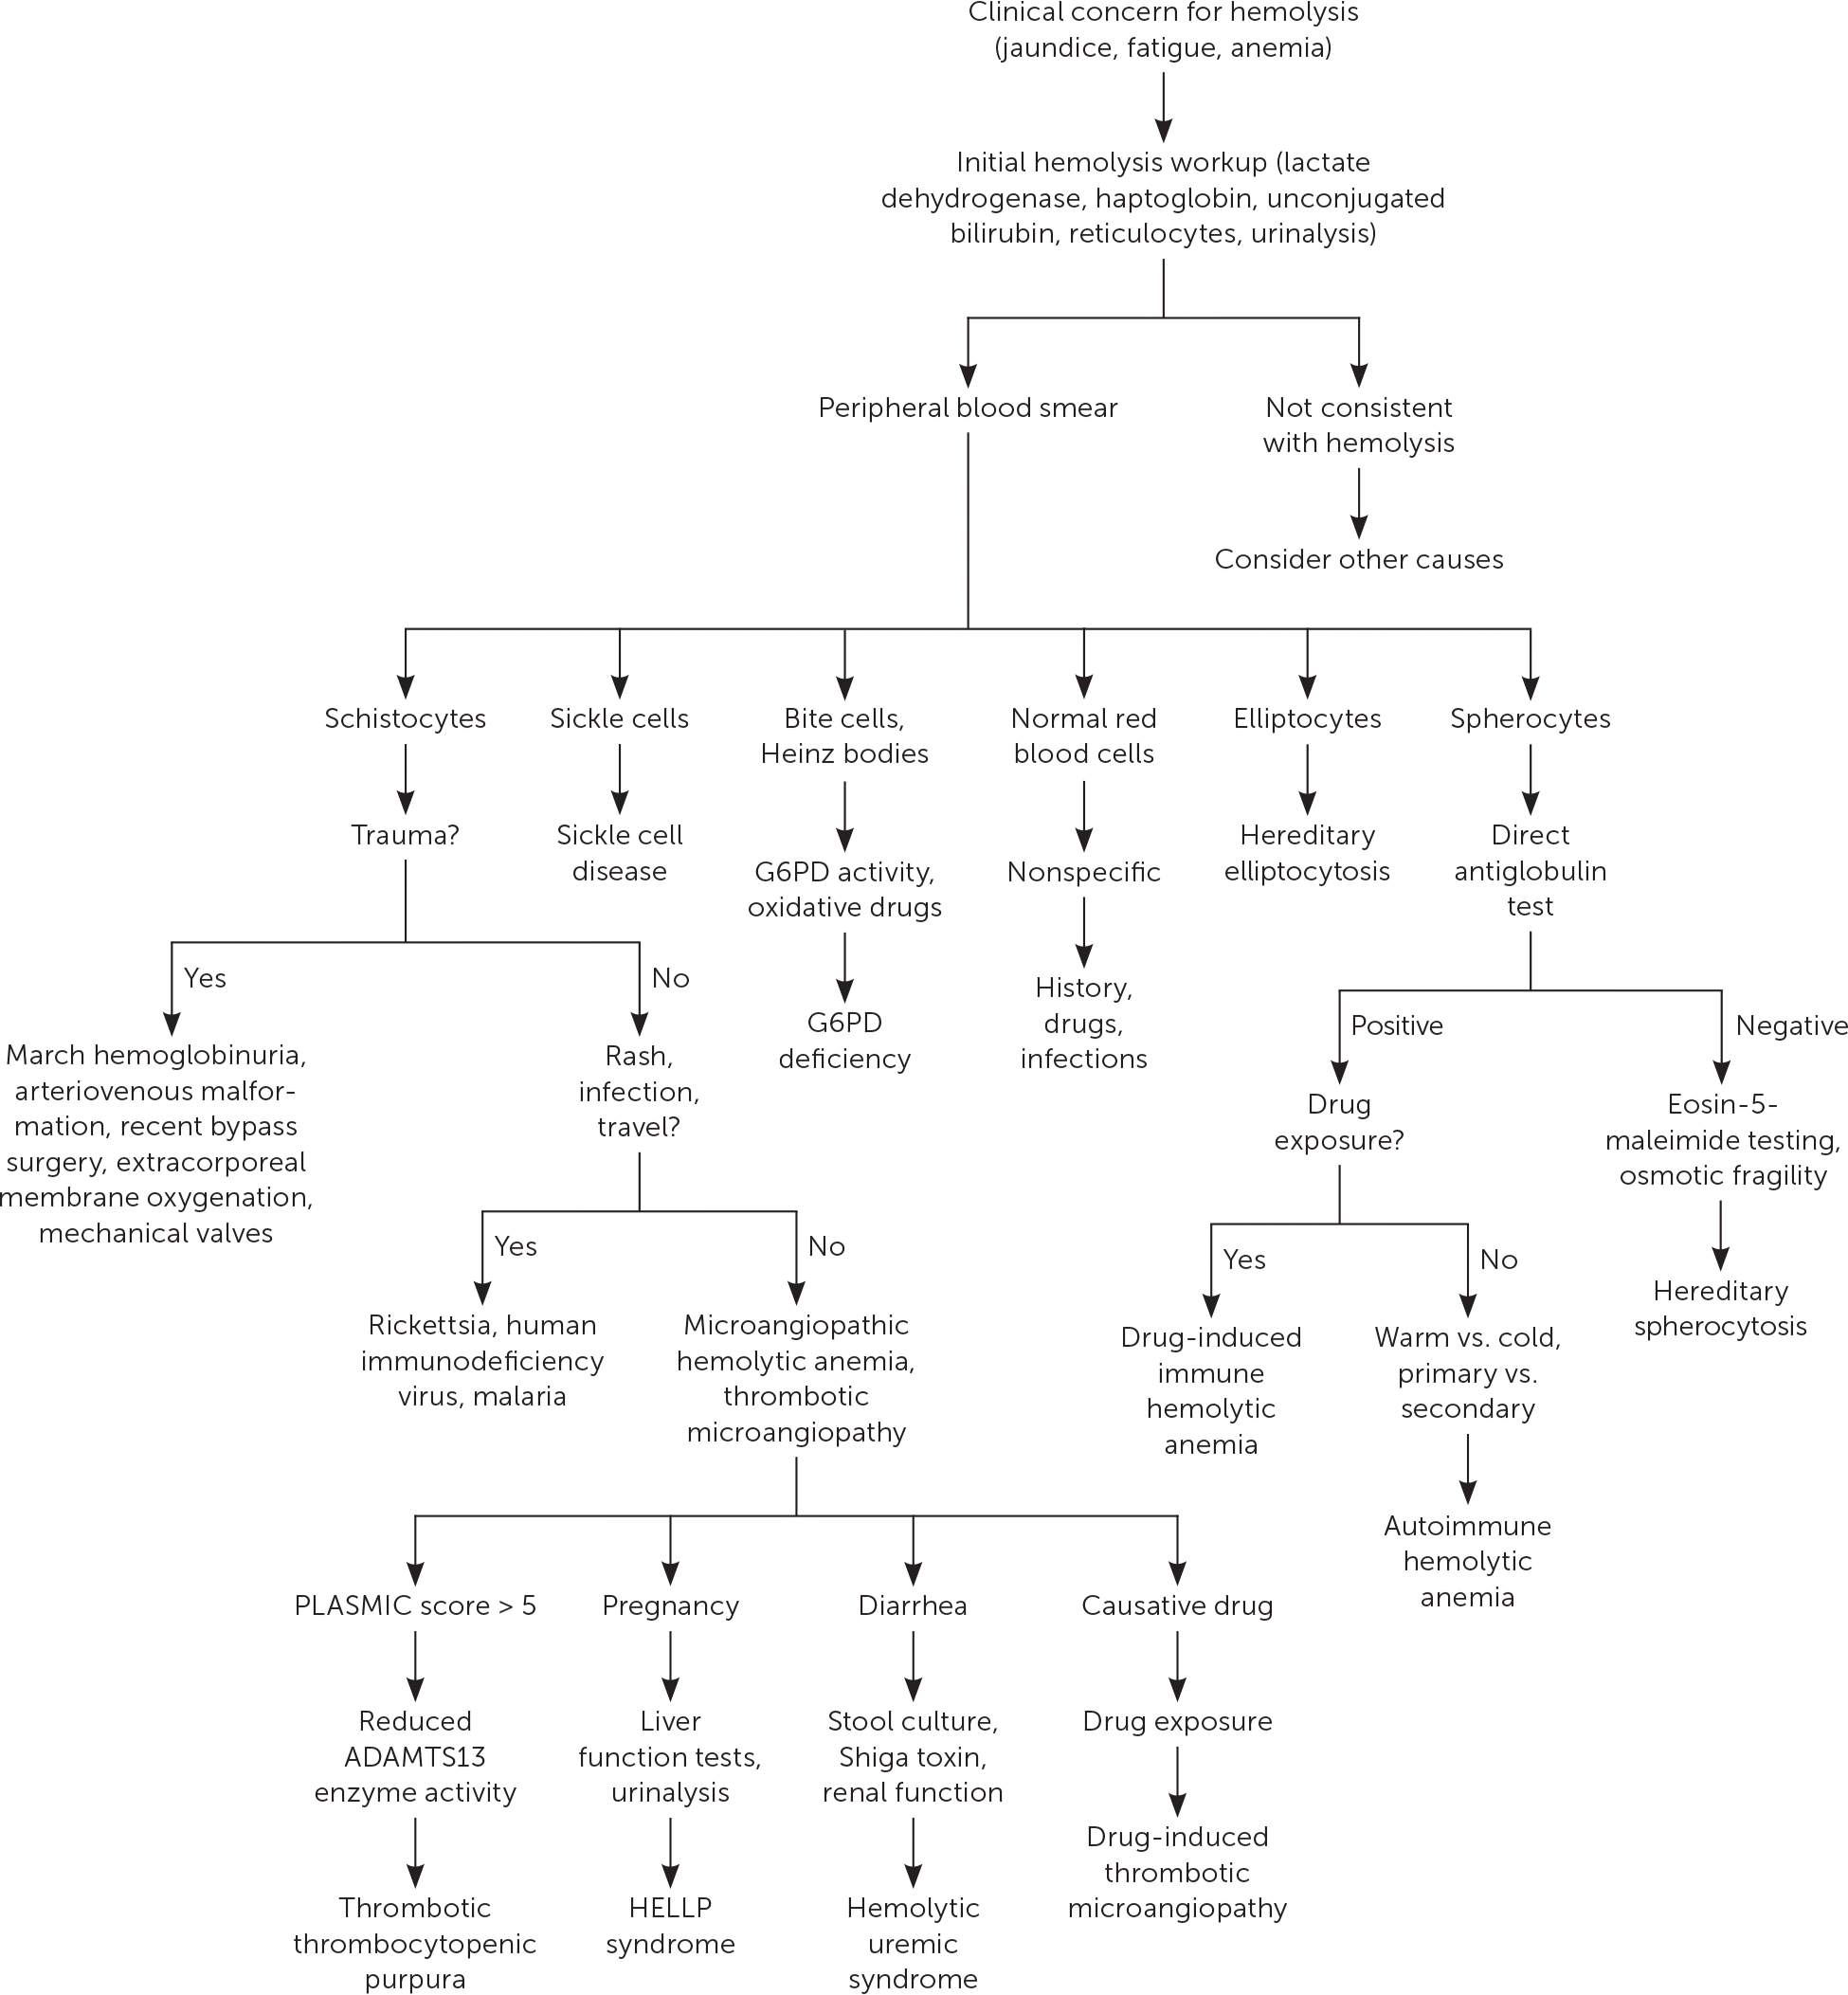 Clinical concern for hemolysis
(jaundice, fatigue, anemia)
Initial hemolysis workup (lactate
dehydrogenase, haptoglobin, unconjugated
bilirubin, reticulocytes, urinalysis)
Peripheral blood smear
Not consistent
with hemolysis
Consider other causes
Schistocytes
Sickle cells
Bite cells,
Heinz bodies
Normal red
blood cells
Elliptocytes
Spherocytes
Trauma?
Sickle cell
disease
G6PD activity,
oxidative drugs
Nonspecific
Hereditary
elliptocytosis
Direct
antiglobulin
test
Yes
No
G6PD
deficiency
History,
drugs,
infections
Positive
Negative
March hemoglobinuria,
arteriovenous malfor-
mation, recent bypass
surgery, extracorporeal
membrane oxygenation,
mechanical valves
Rash,
infection,
travel?
Drug
exposure?
Eosin-5-
maleimide testing,
osmotic fragility
Yes
No
Yes
No
Hereditary
spherocytosis
Rickettsia, human
immunodeficiency
virus, malaria
Microangiopathic
hemolytic anemia,
thrombotic
microangiopathy
Drug-induced
immune
hemolytic
anemia
Warm vs. cold,
primary vs.
secondary
Autoimmune
hemolytic
anemia
PLASMIC score > 5
Pregnancy
Diarrhea
Causative drug
Reduced
ADAMTS13
enzyme activity
Liver
function tests,
urinalysis
Stool culture,
Shiga toxin,
renal function
Drug exposure
Thrombotic
thrombocytopenic
purpura
HELLP
syndrome
Hemolytic
uremic
syndrome
Drug-induced
thrombotic
microangiopathy